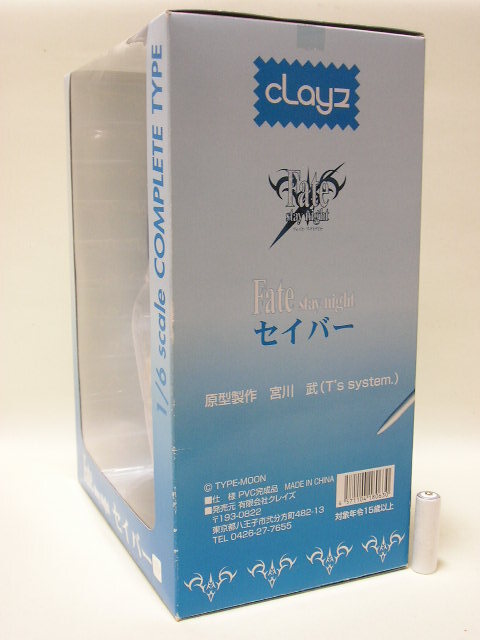 clayz
Fate
stay night
Fate stay night
セイバー
原型製作 宮川 武(T's system.)
1/6 scale COMPLETE TYPE
© TYPE-MOON
■仕 様 PVC完成品 MADE IN CHINA
■発売元 有限会社クレイズ
〒193-0822
東京都八王子市弐分方町482-13
TEL 0426-27-7655
対象年令15歳以上
セイバー■